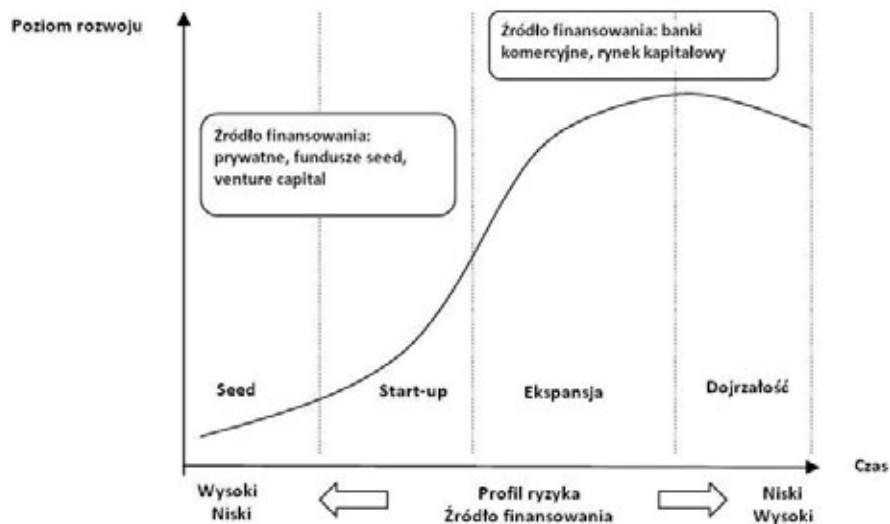 Poziom rozwoju
Źródło finansowania: banki
komercyjne, rynek kapitałowy
Źródło finansowania:
prywatne, fundusze seed,
venture capital
Seed
Start-up
Ekspansja
Dojrzałość
Czas
Wysoki
Niski
Profil ryzyka
Źródło finansowania
Niski
Wysoki